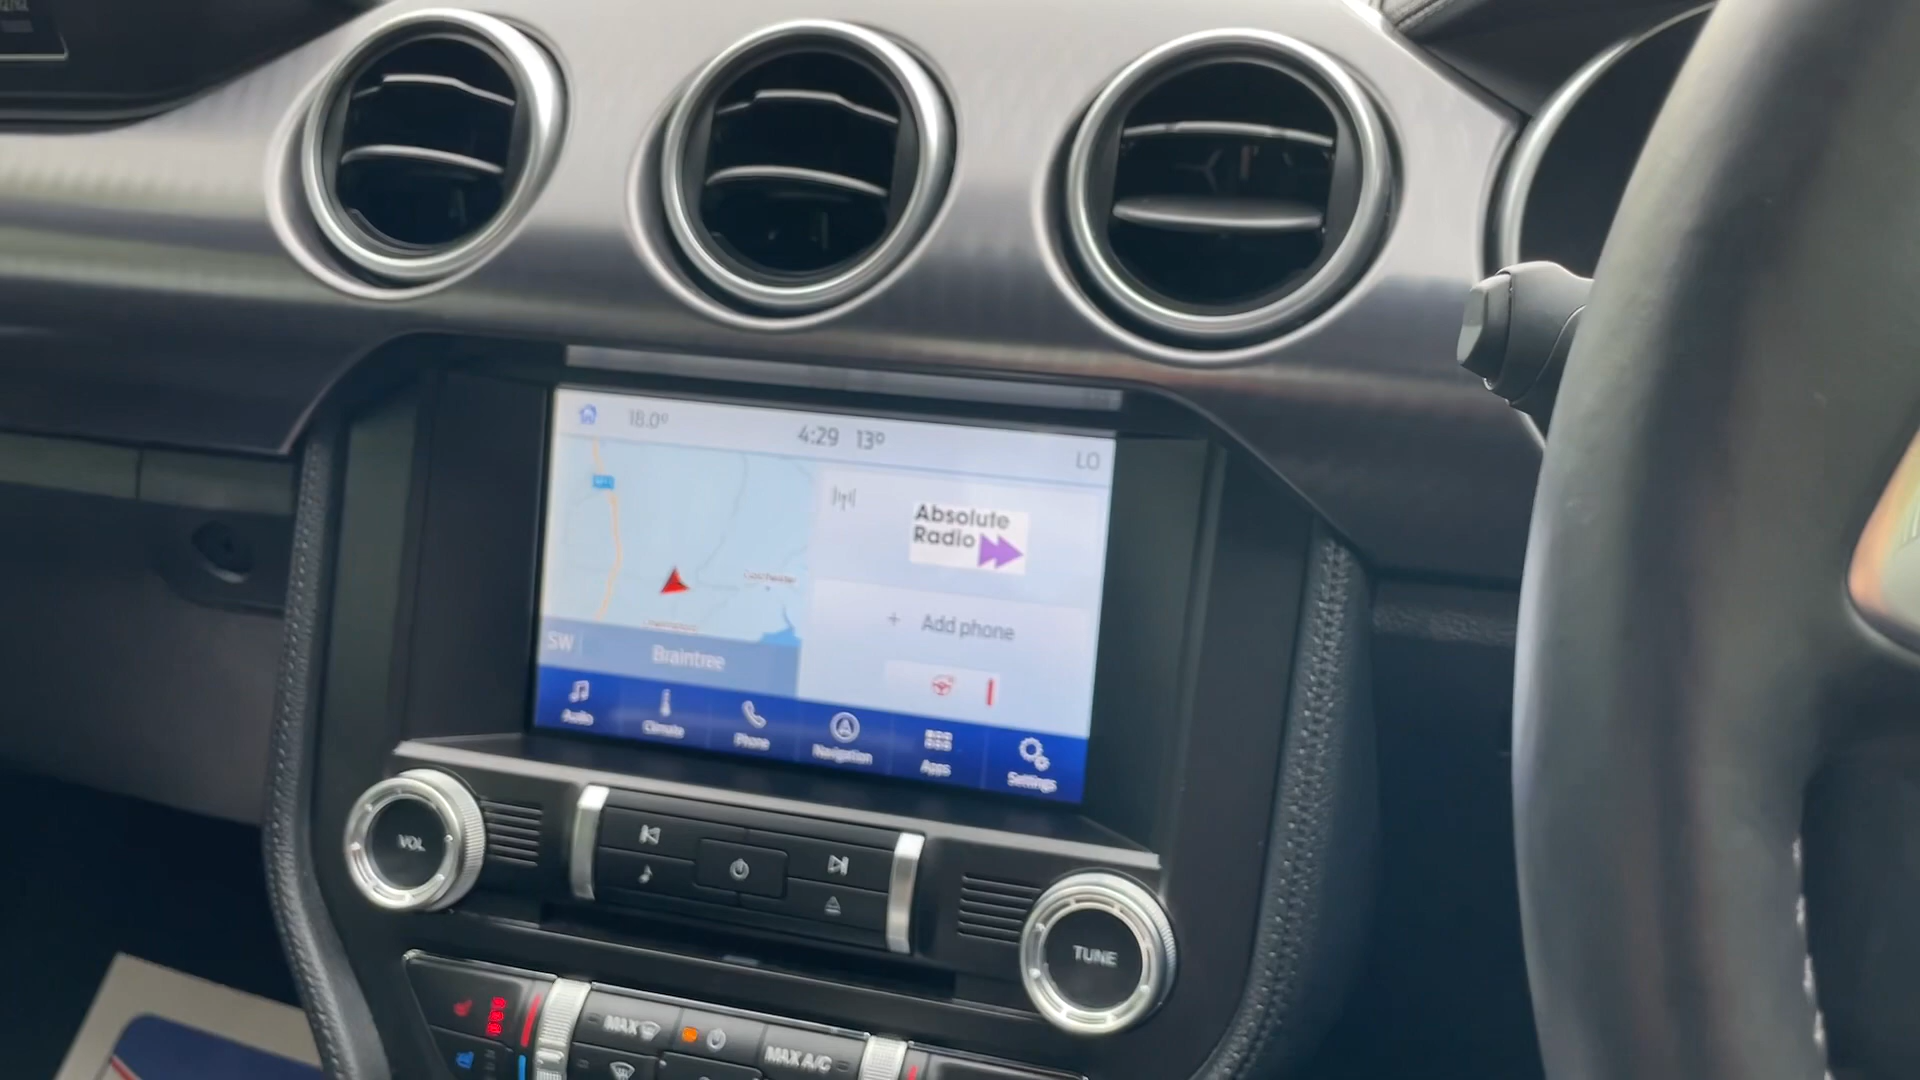 18.0°
4:29 13°
LO
Absolute
Radio
Colchester
+ Add phone
SW
Braintree
Audio
Climate
Phone
Navigation
Apps
Settings
VOL
TUNE
MAX
MAX A/C